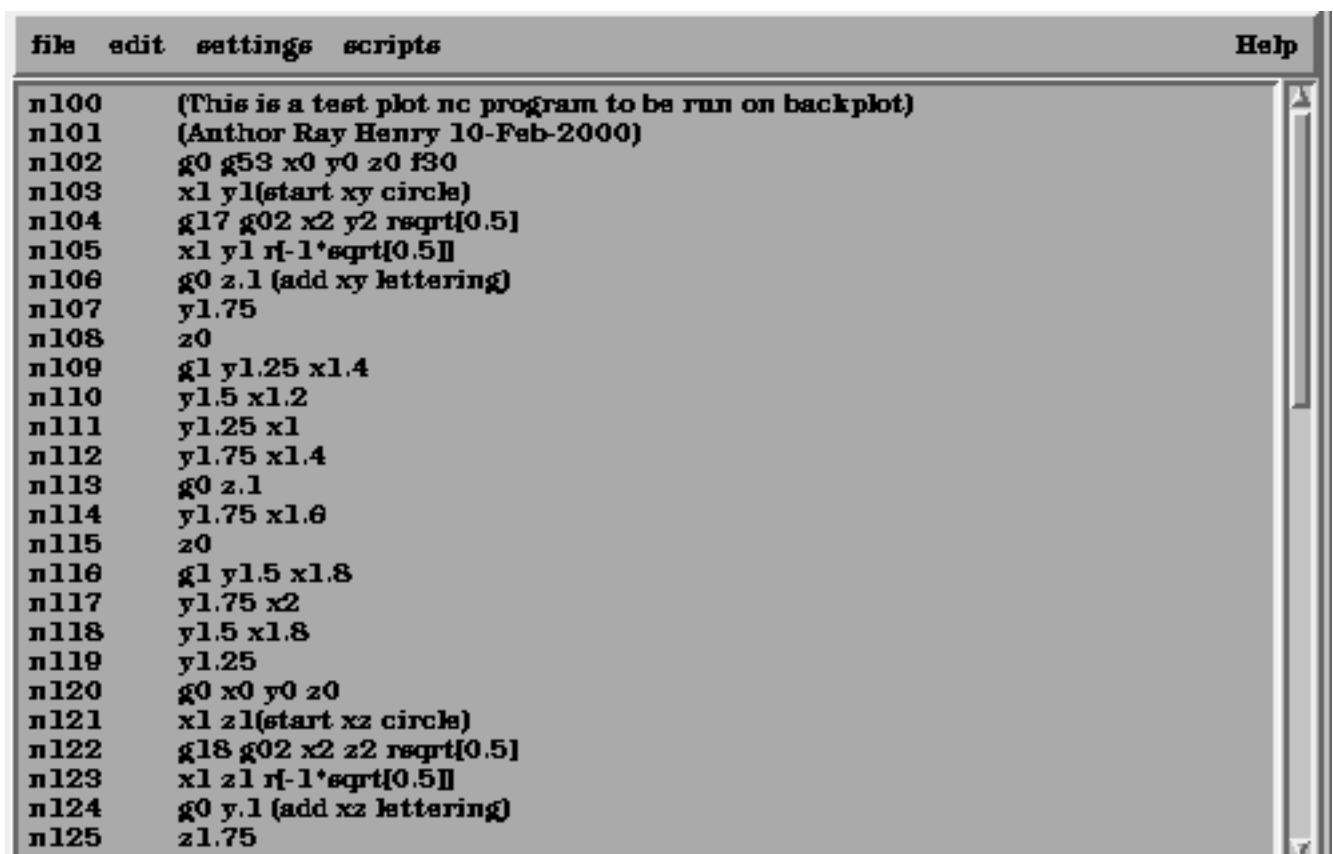 file edit settings scripts Help
n100 (This is a test plot nc program to be run on backplot)
n101 (Author Ray Henry 10-Feb-2000)
n102 g0 g53 x0 y0 z0 f30
n103 x1 y1(start xy circle)
n104 g17 g02 x2 y2 rsqrt[0.5]
n105 x1 y1 r[-1*sqrt[0.5]]
n106 g0 z.1 (add xy lettering)
n107 y1.75
n108 z0
n109 g1 y1.25 x1.4
n110 y1.5 x1.2
n111 y1.25 x1
n112 y1.75 x1.4
n113 g0 z.1
n114 y1.75 x1.6
n115 z0
n116 g1 y1.5 x1.8
n117 y1.75 x2
n118 y1.5 x1.8
n119 y1.25
n120 g0 x0 y0 z0
n121 x1 z1(start xz circle)
n122 g18 g02 x2 z2 rsqrt[0.5]
n123 x1 z1 r[-1*sqrt[0.5]]
n124 g0 y.1 (add xz lettering)
n125 z1.75